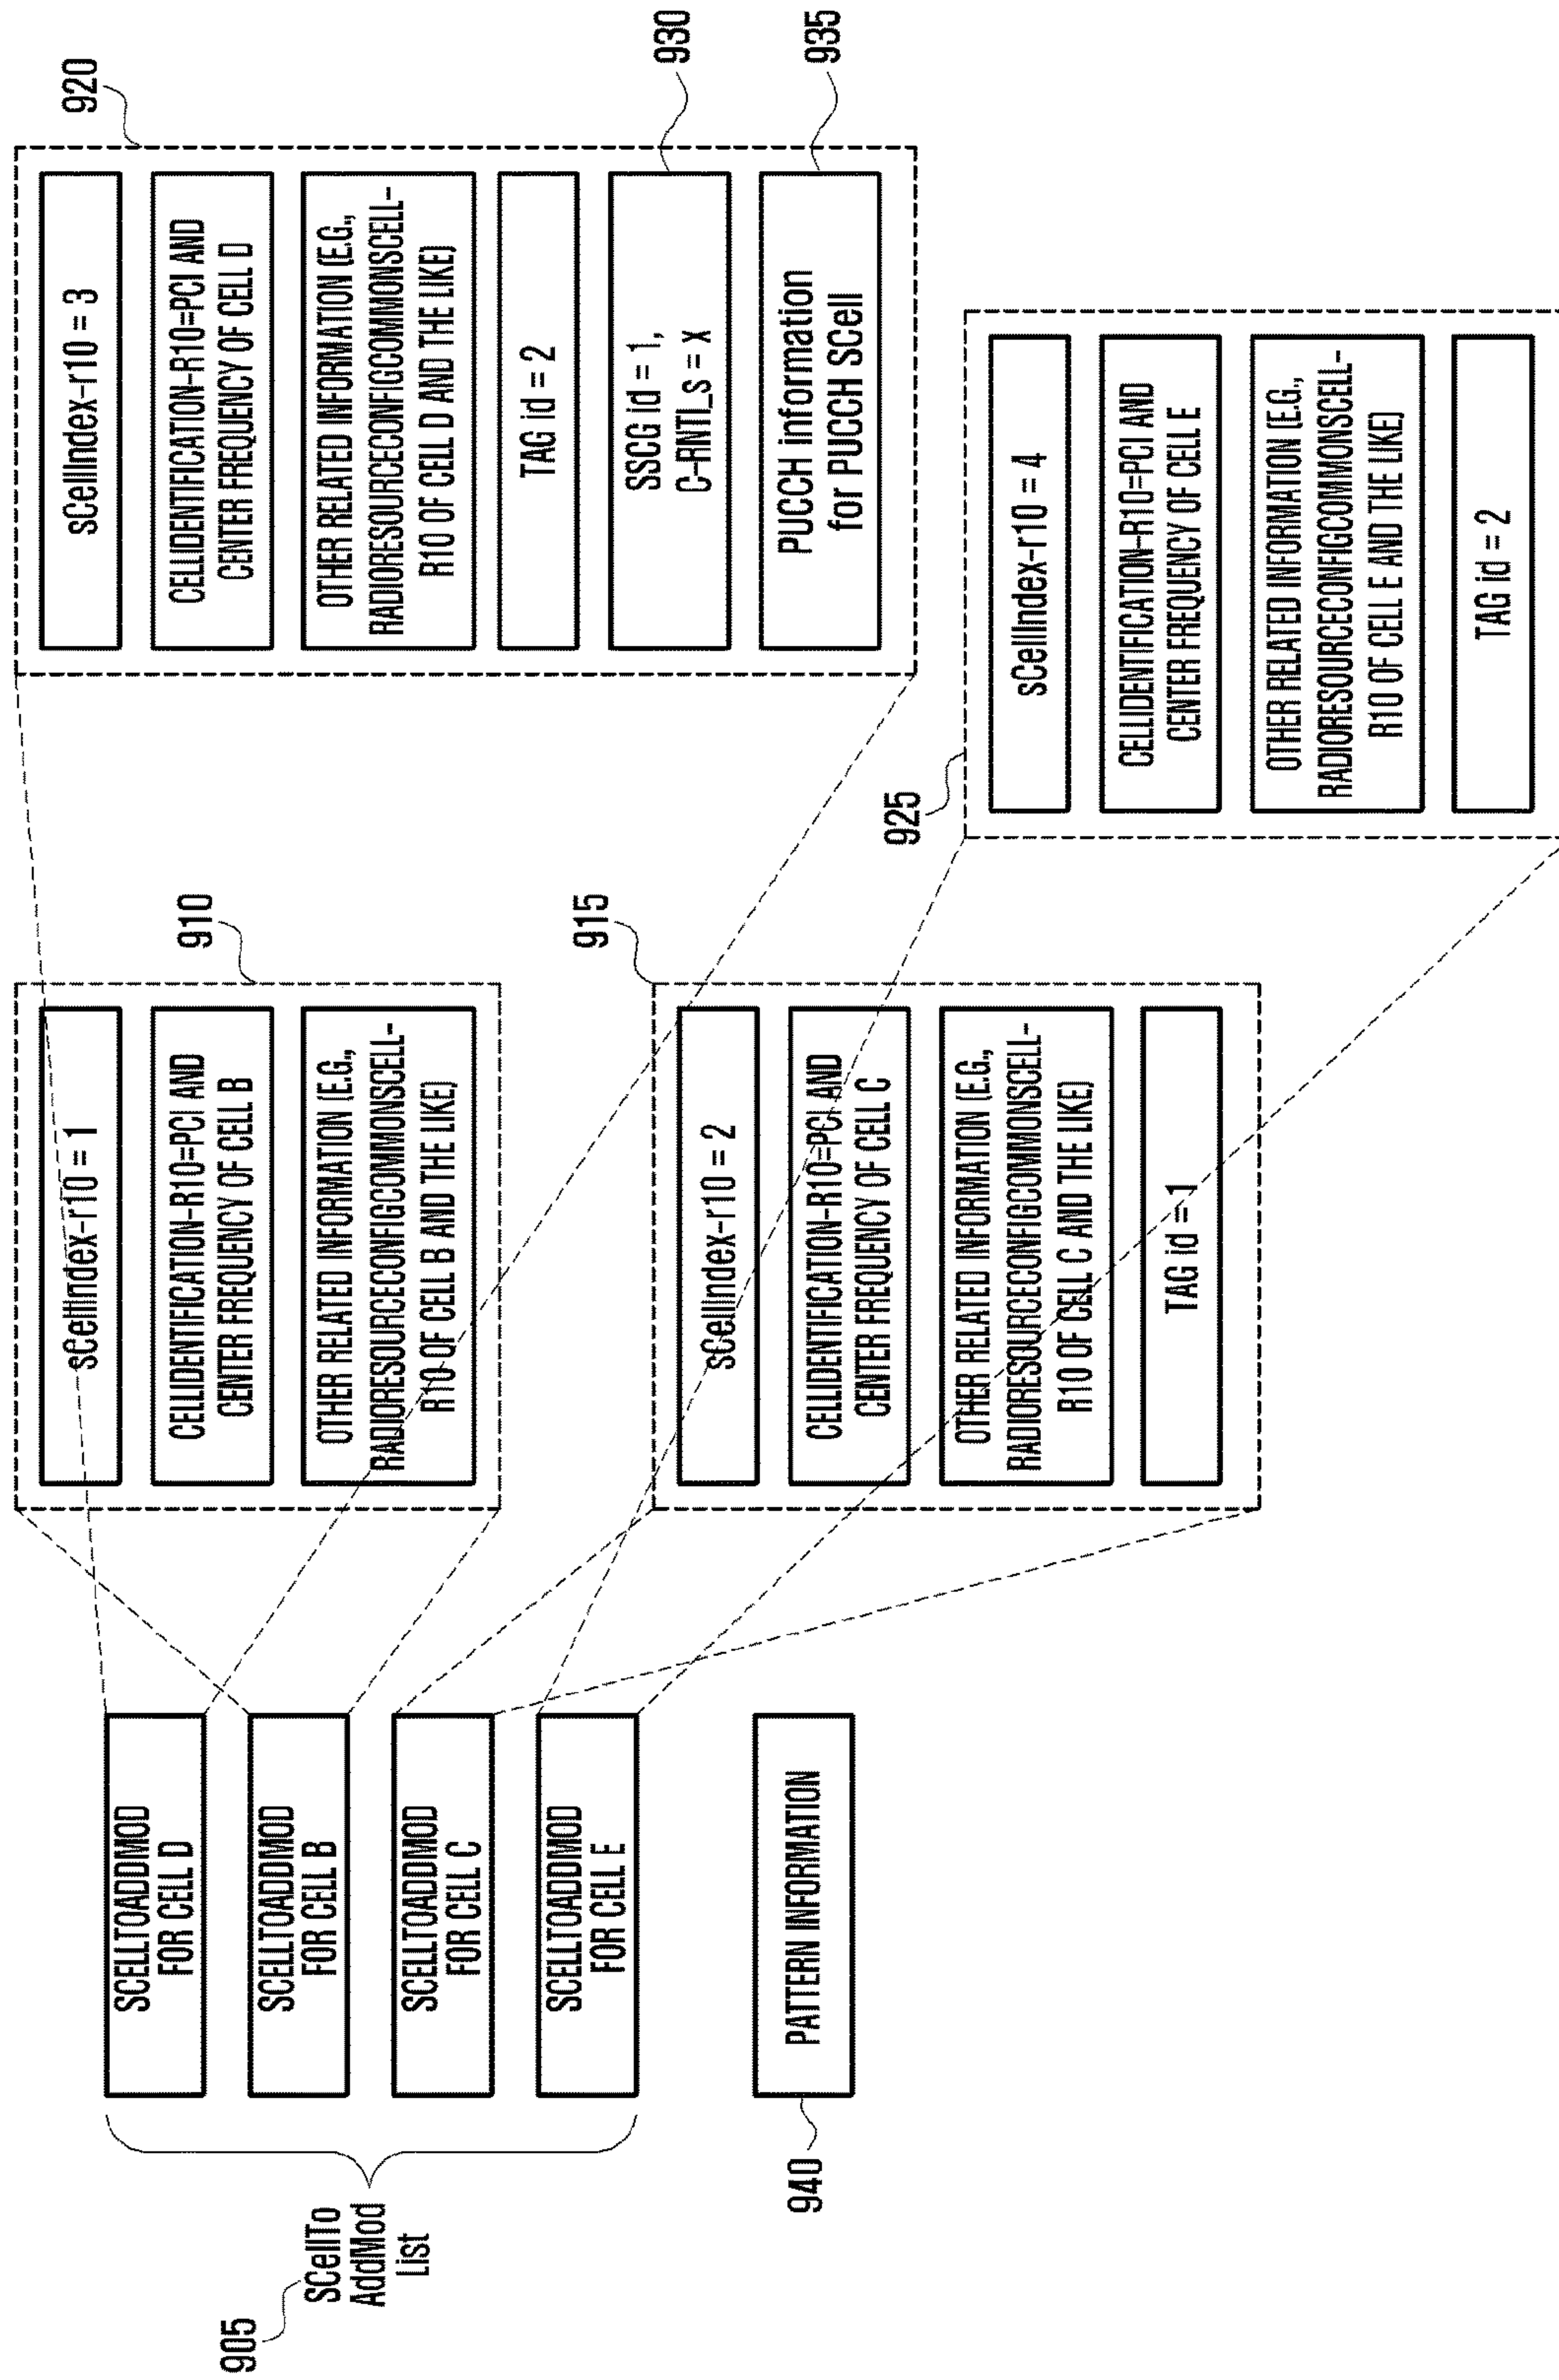 905
SCellTo
AddMod
List
SCELLTOADDMOD
FOR CELL D
SCELLTOADDMOD
FOR CELL B
SCELLTOADDMOD
FOR CELL C
SCELLTOADDMOD
FOR CELL E
940
PATTERN INFORMATION
910
sCellIndex-r10 = 1
CELLIDENTIFICATION-R10=PCI AND
CENTER FREQUENCY OF CELL B
OTHER RELATED INFORMATION (E.G.,
RADIORESOURCECONFIGCOMMONSCELL-
R10 OF CELL B AND THE LIKE)
915
sCellIndex-r10 = 2
CELLIDENTIFICATION-R10=PCI AND
CENTER FREQUENCY OF CELL C
OTHER RELATED INFORMATION (E.G.,
RADIORESOURCECONFIGCOMMONSCELL-
R10 OF CELL C AND THE LIKE)
TAG id = 1
920
sCellIndex-r10 = 3
CELLIDENTIFICATION-R10=PCI AND
CENTER FREQUENCY OF CELL D
OTHER RELATED INFORMATION (E.G.,
RADIORESOURCECONFIGCOMMONSCELL-
R10 OF CELL D AND THE LIKE)
TAG id = 2
SSCG id = 1,
C-RNTI_s = x
930
PUCCH information
for PUCCH SCell
935
925
sCellIndex-r10 = 4
CELLIDENTIFICATION-R10=PCI AND
CENTER FREQUENCY OF CELL E
OTHER RELATED INFORMATION (E.G.,
RADIORESOURCECONFIGCOMMONSCELL-
R10 OF CELL E AND THE LIKE)
TAG id = 2